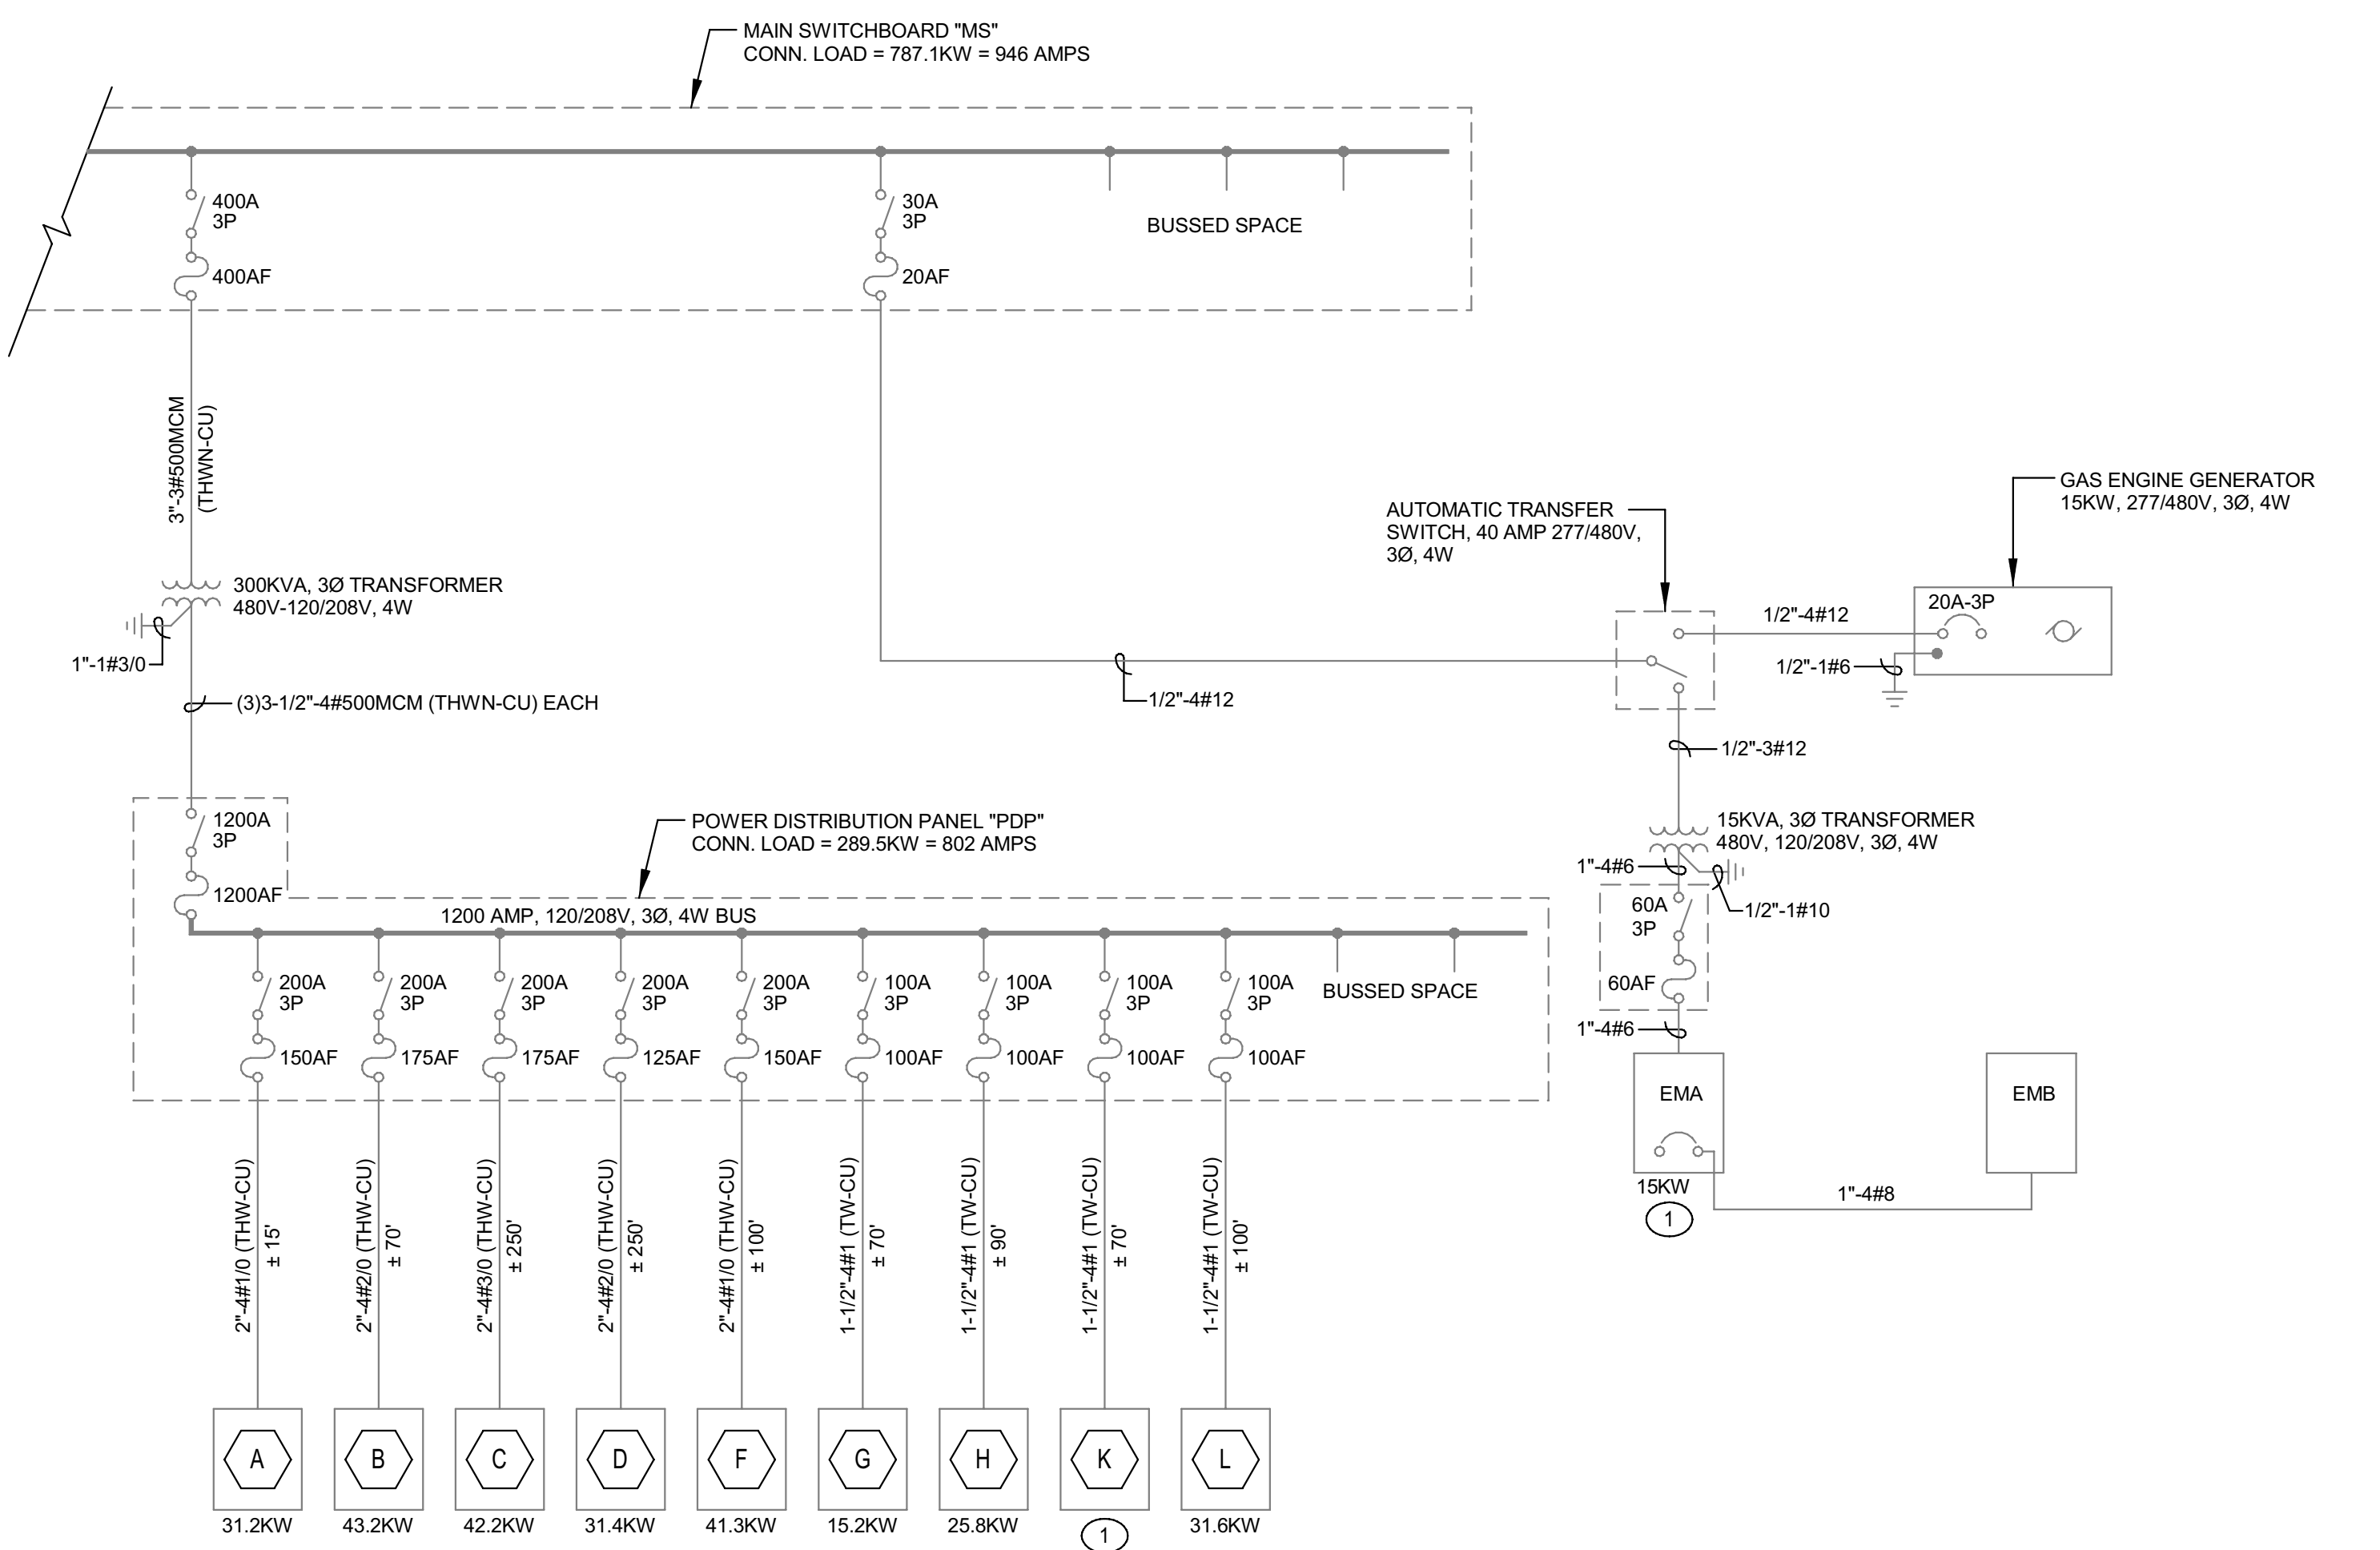 MAIN SWITCHBOARD "MS"
CONN. LOAD = 787.1KW = 946 AMPS
400A
3P
400AF
30A
3P
20AF
BUSSED SPACE
3"-3#500MCM
(THWN-CU)
300KVA, 3Ø TRANSFORMER
480V-120/208V, 4W
1"-1#3/0
(3)3-1/2"-4#500MCM (THWN-CU) EACH
1/2"-4#12
AUTOMATIC TRANSFER
SWITCH, 40 AMP 277/480V,
3Ø, 4W
GAS ENGINE GENERATOR
15KW, 277/480V, 3Ø, 4W
1/2"-4#12
20A-3P
1/2"-1#6
1/2"-3#12
15KVA, 3Ø TRANSFORMER
480V, 120/208V, 3Ø, 4W
1"-4#6
1/2"-1#10
60A
3P
60AF
1"-4#6
EMA
15KW
1
EMB
1"-4#8
1200A
3P
1200AF
POWER DISTRIBUTION PANEL "PDP"
CONN. LOAD = 289.5KW = 802 AMPS
1200 AMP, 120/208V, 3Ø, 4W BUS
200A
3P
150AF
200A
3P
175AF
200A
3P
175AF
200A
3P
125AF
200A
3P
150AF
100A
3P
100AF
100A
3P
100AF
100A
3P
100AF
100A
3P
100AF
BUSSED SPACE
2"-4#1/0 (THW-CU)
± 15'
2"-4#2/0 (THW-CU)
± 70'
2"-4#3/0 (THW-CU)
± 250'
2"-4#2/0 (THW-CU)
± 250'
2"-4#1/0 (THW-CU)
± 100'
1-1/2"-4#1 (TW-CU)
± 70'
1-1/2"-4#1 (TW-CU)
± 90'
1-1/2"-4#1 (TW-CU)
± 70'
1-1/2"-4#1 (TW-CU)
± 100'
A
31.2KW
B
43.2KW
C
42.2KW
D
31.4KW
F
41.3KW
G
15.2KW
H
25.8KW
K
1
L
31.6KW